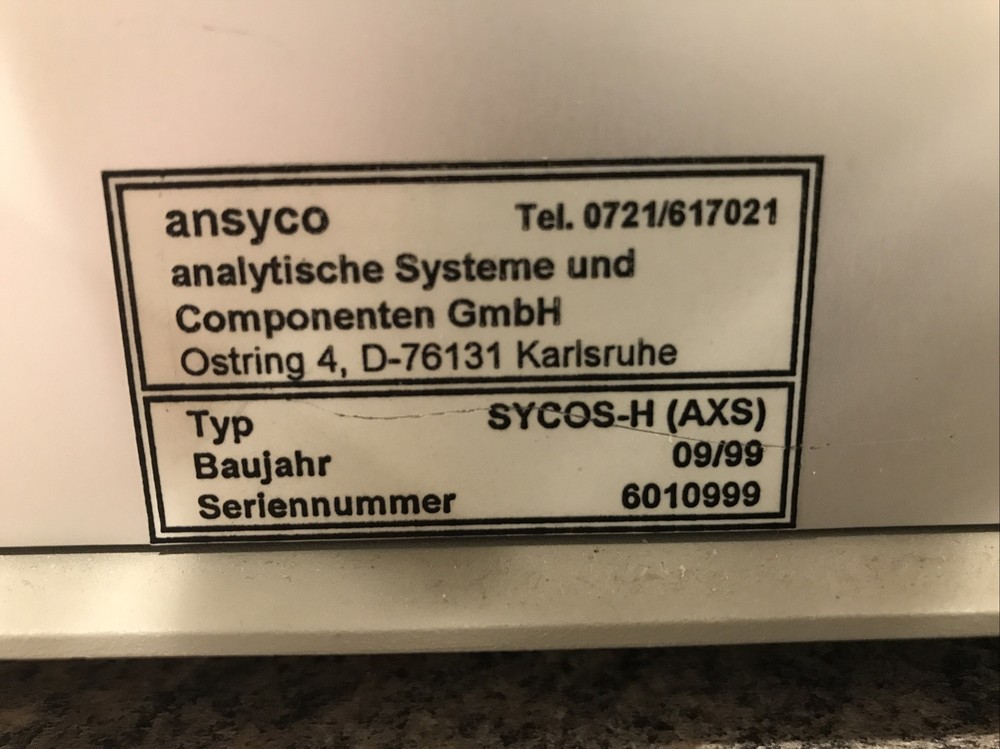 ansyco Tel. 0721/617021
analytische Systeme und
Componenten GmbH
Ostring 4, D-76131 Karlsruhe
Typ SYCOS-H (AXS)
Baujahr 09/99
Seriennummer 6010999